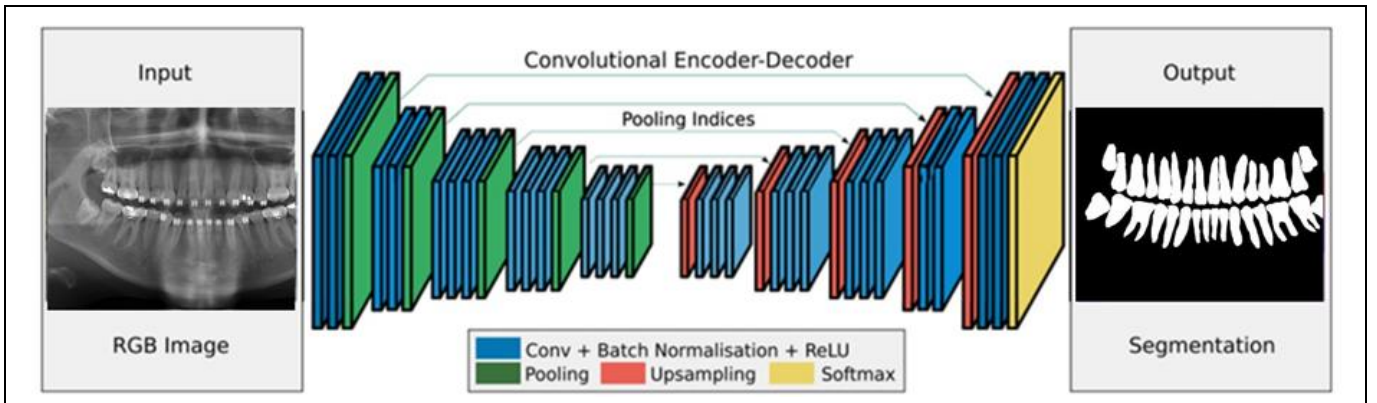 Input
RGB Image
Convolutional Encoder-Decoder
Pooling Indices
Conv + Batch Normalisation + ReLU
Pooling Upsampling Softmax
Output
Segmentation